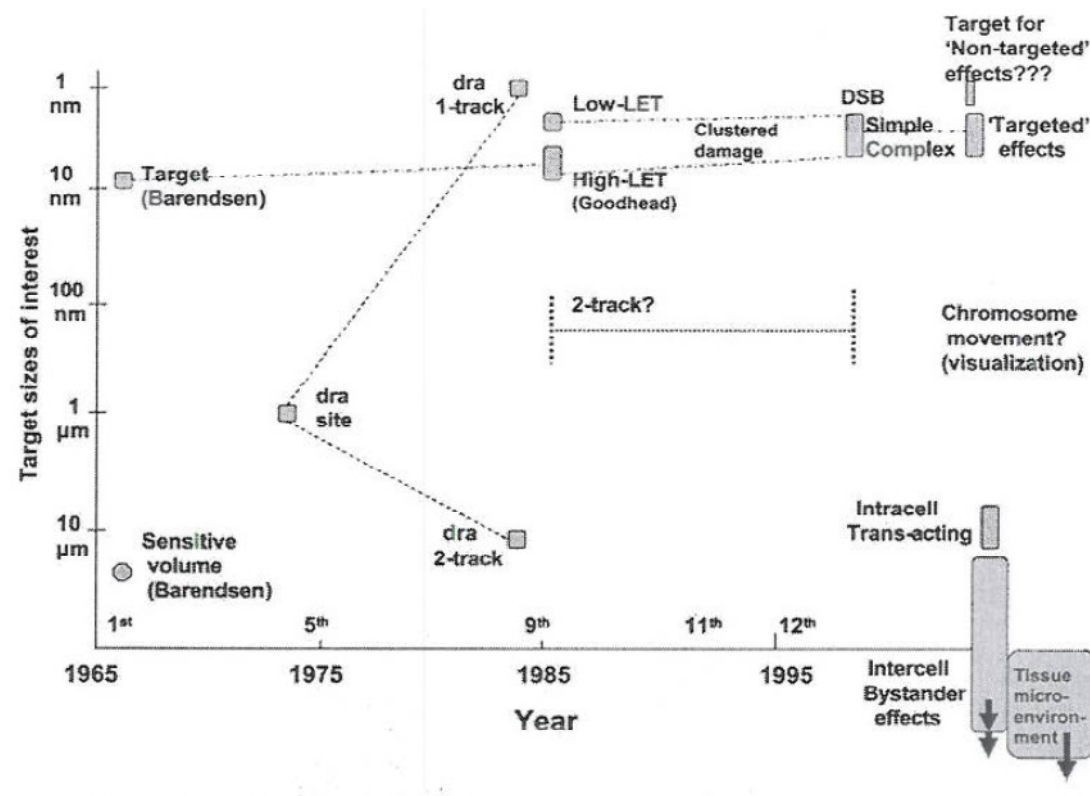 Target for
'Non-targeted'
effects???
1
nm
dra
1-track
Low-LET
DSB
Clustered
damage
Simple
Complex
'Targeted'
effects
10
nm
Target
(Barendsen)
High-LET
(Goodhead)
Target sizes of interest
100
nm
2-track?
Chromosome
movement?
(visualization)
1
µm
dra
site
10
µm
dra
2-track
Intracell
Trans-acting
Sensitive
volume
(Barendsen)
1st
5th
9th
11th
12th
1965
1975
1985
1995
Year
Intercell
Bystander
effects
Tissue
micro-
environ-
ment